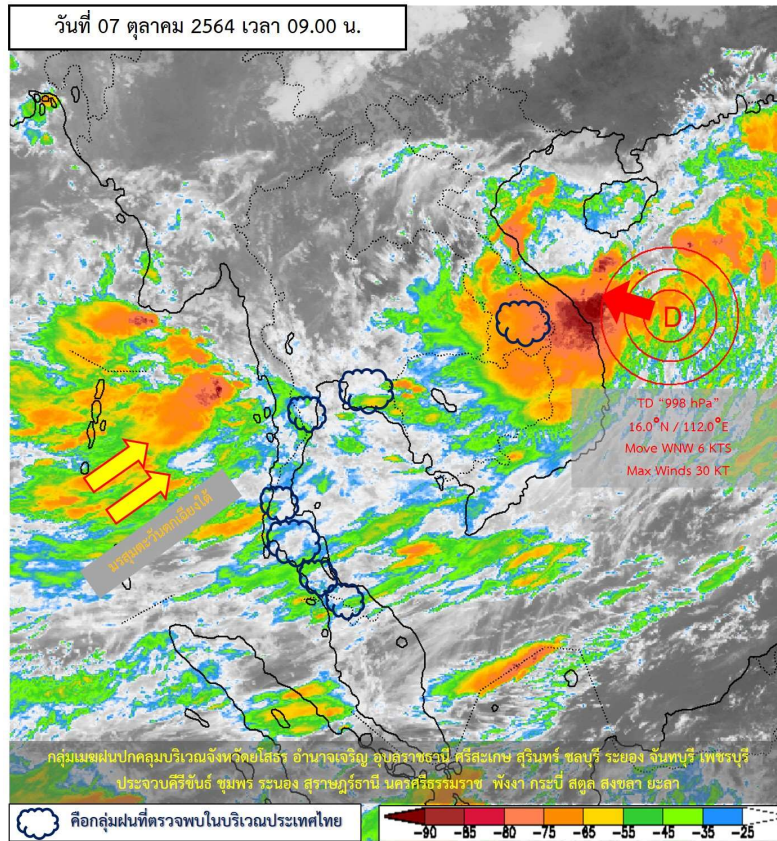 วันที่ 07 ตุลาคม 2564 เวลา 09.00 น.
D
TD "998 hPa"
16.0°N / 112.0°E
Move WNW 6 KTS
Max Winds 30 KT
มรสุมตะวันตกเฉียงใต้
กลุ่มเมฆฝนปกคลุมบริเวณจังหวัดยโสธร อำนาจเจริญ อุบลราชธานี ศรีสะเกษ สุรินทร์ ชลบุรี ระยอง จันทบุรี เพชรบุรี
ประจวบคีรีขันธ์ ชุมพร ระนอง สุราษฎร์ธานี นครศรีธรรมราช พังงา กระบี่ สตูล สงขลา ยะลา
คือกลุ่มฝนที่ตรวจพบในบริเวณประเทศไทย
-90 -85 -80 -75 -65 -55 -45 -35 -25